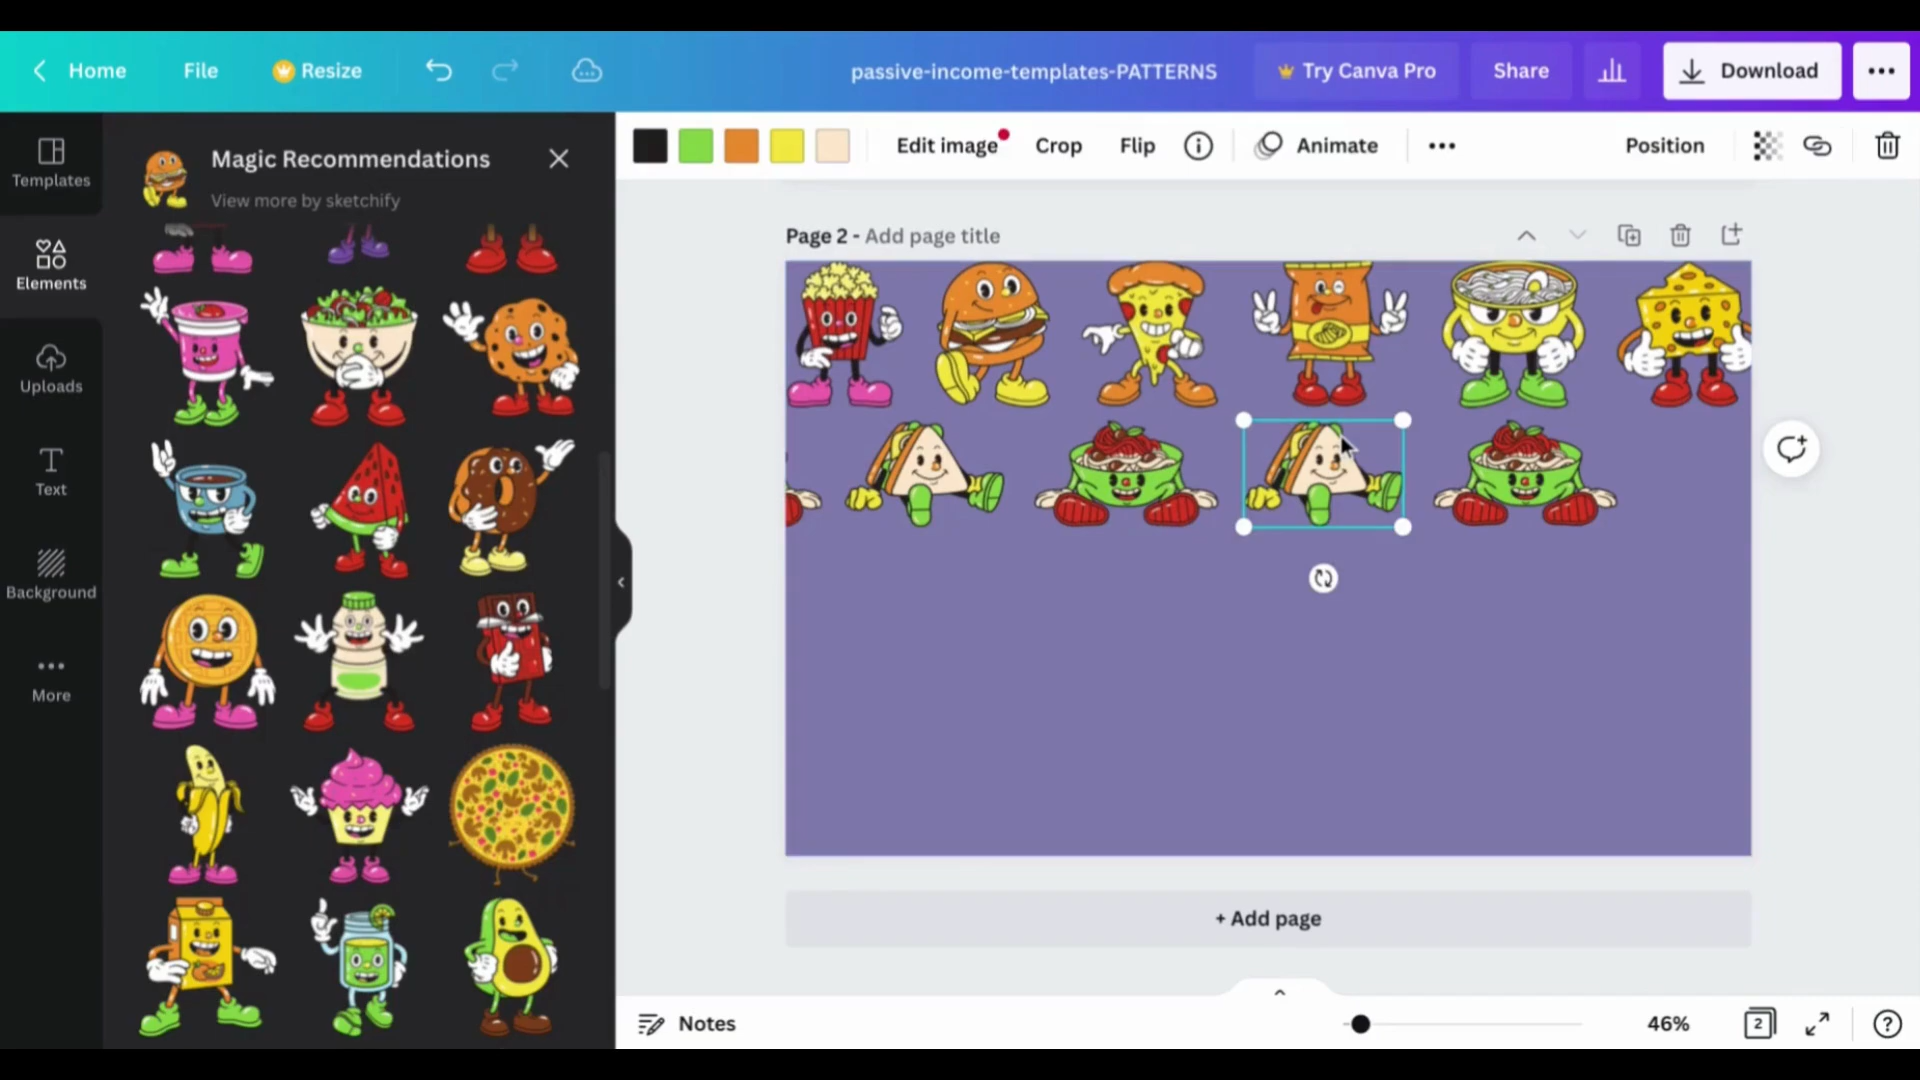 Home File Resize passive-income-templates-PATTERNS Try Canva Pro Share Download
Templates
Elements
Uploads
Text
Background
More
Magic Recommendations
View more by sketchify
Edit image Crop Flip Animate Position
Page 2 - Add page title
+ Add page
Notes 46% 2